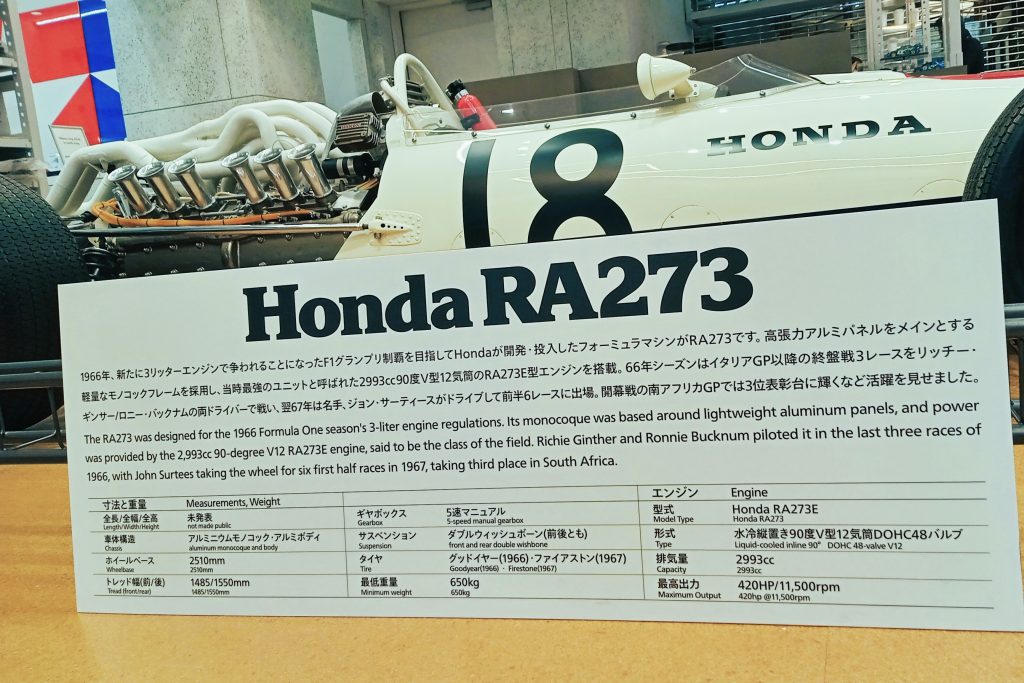 18
HONDA
Honda RA273
1966年、新たに3リッターエンジンで争われることになったF1グランプリ制覇を目指してHondaが開発・投入したフォーミュラマシンがRA273です。高張力アルミパネルをメインとする
軽量なモノコックフレームを採用し、当時最強のユニットと呼ばれた2993cc90度V型12気筒のRA273E型エンジンを搭載。66年シーズンはイタリアGP以降の終盤戦3レースをリッチー・
ギンサー/ロニー・バックナムの両ドライバーで戦い、翌67年は名手、ジョン・サーティースがドライブして前半6レースに出場。開幕戦の南アフリカGPでは3位表彰台に輝くなど活躍を見せました。
The RA273 was designed for the 1966 Formula One season's 3-liter engine regulations. Its monocoque was based around lightweight aluminum panels, and power
was provided by the 2,993cc 90-degree V12 RA273E engine, said to be the class of the field. Richie Ginther and Ronnie Bucknum piloted it in the last three races of
1966, with John Surtees taking the wheel for six first half races in 1967, taking third place in South Africa.
寸法と重量 Measurements, Weight
全長/全幅/全高 未発表
Length/Width/Height not made public
車体構造 アルミニウムモノコック・アルミボディ
Chassis aluminum monocoque and body
ホイールベース 2510mm
Wheelbase 2510mm
トレッド幅(前/後) 1485/1550mm
Tread (front/rear) 1485/1550mm
ギヤボックス 5速マニュアル
Gearbox 5-speed manual gearbox
サスペンション ダブルウィッシュボーン(前後とも)
Suspension front and rear double wishbone
タイヤ グッドイヤー(1966)・ファイアストン(1967)
Tire Goodyear(1966)・Firestone(1967)
最低重量 650kg
Minimum weight 650kg
エンジン Engine
型式 Honda RA273E
Model Type Honda RA273
形式 水冷縦置き90度V型12気筒DOHC48バルブ
Type Liquid-cooled inline 90° DOHC 48-valve V12
排気量 2993cc
Capacity 2993cc
最高出力 420HP/11,500rpm
Maximum Output 420hp @11,500rpm